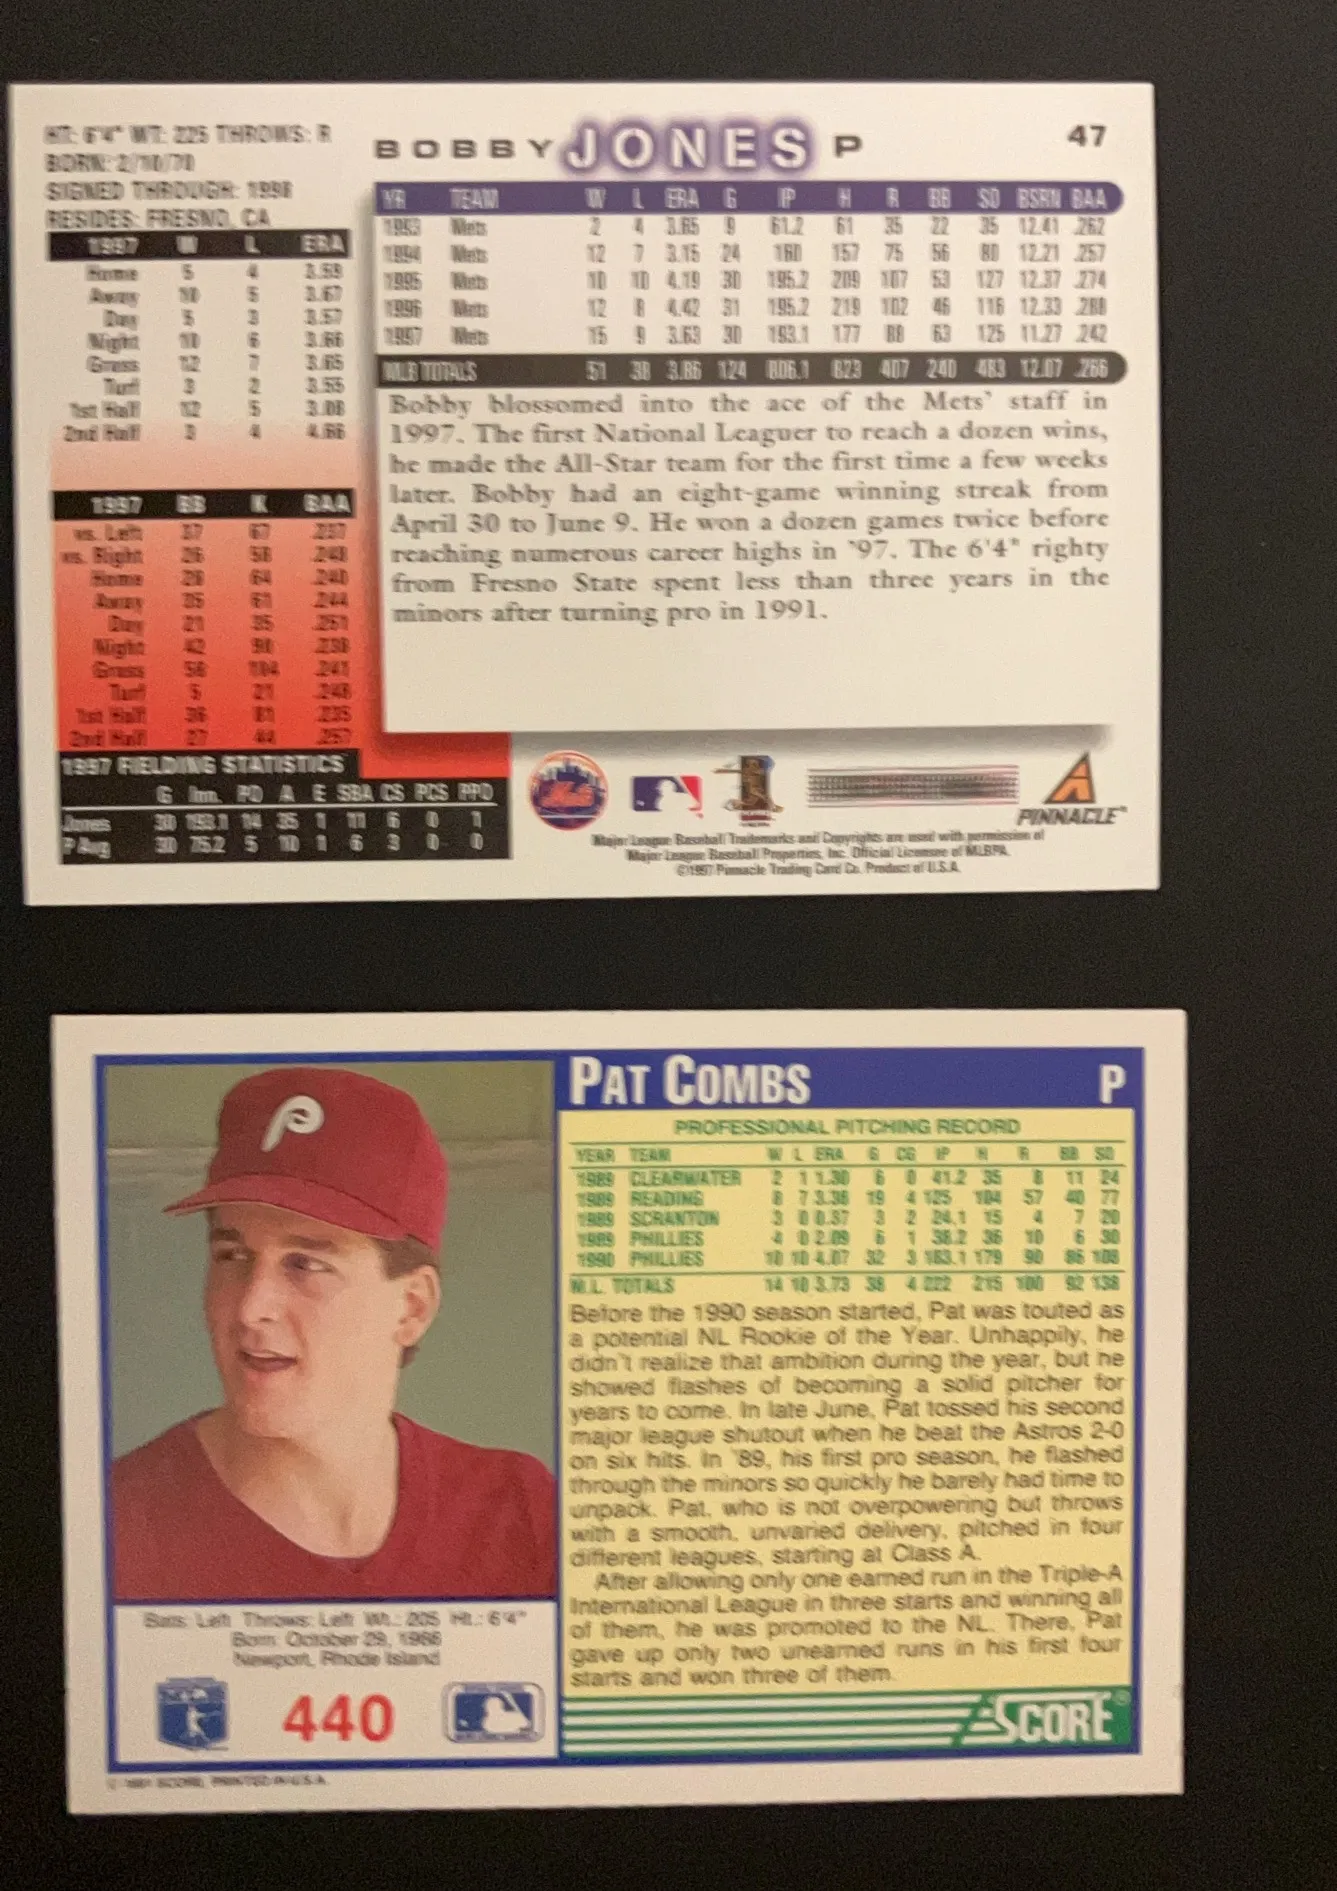 HT: 6'4" WT: 225 THROWS: R
BORN: 2/10/70
SIGNED THROUGH: 1998
RESIDES: FRESNO, CA
BOBBY JONES P
47
YR TEAM W L ERA G IP H R BB SO BSRN BAA
1993 Mets 2 4 3.65 9 61.2 61 35 22 35 12.41 .262
1994 Mets 12 7 3.15 24 160 157 75 56 80 12.21 .257
1995 Mets 10 10 4.19 30 195.2 209 107 53 127 12.37 .274
1996 Mets 12 8 4.42 31 195.2 219 102 46 116 12.33 .288
1997 Mets 15 9 3.63 30 193.1 177 88 63 125 11.27 .242
MLB TOTALS 51 38 3.86 124 806.1 823 407 240 483 12.07 .266
1997 W L ERA
Home 5 4 3.59
Away 10 5 3.67
Day 5 3 3.57
Night 10 6 3.66
Grass 12 7 3.65
Turf 3 2 3.55
1st Half 12 5 3.08
2nd Half 3 4 4.66
1997 BB K BAA
vs. Left 37 67 .237
vs. Right 26 58 .248
Home 28 64 .240
Away 35 61 .244
Day 21 35 .251
Night 42 90 .238
Grass 58 104 .241
Turf 5 21 .248
1st Half 36 81 .235
2nd Half 27 44 .257
Bobby blossomed into the ace of the Mets' staff in
1997. The first National Leaguer to reach a dozen wins,
he made the All-Star team for the first time a few weeks
later. Bobby had an eight-game winning streak from
April 30 to June 9. He won a dozen games twice before
reaching numerous career highs in '97. The 6'4" righty
from Fresno State spent less than three years in the
minors after turning pro in 1991.
1997 FIELDING STATISTICS
G Inn. PO A E SBA CS PCS PPO
Jones 30 193.1 14 35 1 11 6 0 1
P Avg 30 75.2 5 10 1 6 3 0 0
Mets
PINNACLE
Major League Baseball Trademarks and Copyrights are used with permission of
Major League Baseball Properties, Inc. Official Licensee of MLBPA.
©1997 Pinnacle Trading Card Co. Product of U.S.A.
P
PAT COMBS P
PROFESSIONAL PITCHING RECORD
YEAR TEAM W L ERA G CG IP H R BB SO
1989 CLEARWATER 2 1 1.30 6 0 41.2 35 8 11 24
1989 READING 8 7 3.38 19 4 125 104 57 40 77
1989 SCRANTON 3 0 0.37 3 2 24.1 15 4 7 20
1989 PHILLIES 4 0 2.09 6 1 38.2 36 10 6 30
1990 PHILLIES 10 10 4.07 32 3 183.1 179 90 86 108
M.L. TOTALS 14 10 3.73 38 4 222 215 100 92 138
Before the 1990 season started, Pat was touted as
a potential NL Rookie of the Year. Unhappily, he
didn't realize that ambition during the year, but he
showed flashes of becoming a solid pitcher for
years to come. In late June, Pat tossed his second
major league shutout when he beat the Astros 2-0
on six hits. In '89, his first pro season, he flashed
through the minors so quickly he barely had time to
unpack. Pat, who is not overpowering but throws
with a smooth, unvaried delivery, pitched in four
different leagues, starting at Class A.
After allowing only one earned run in the Triple-A
International League in three starts and winning all
of them, he was promoted to the NL. There, Pat
gave up only two unearned runs in his first four
starts and won three of them.
Bats: Left Throws: Left Wt.: 205 Ht.: 6'4"
Born: October 29, 1966
Newport, Rhode Island
440
SCORE®
© 1991 SCORE, PRINTED IN U.S.A.